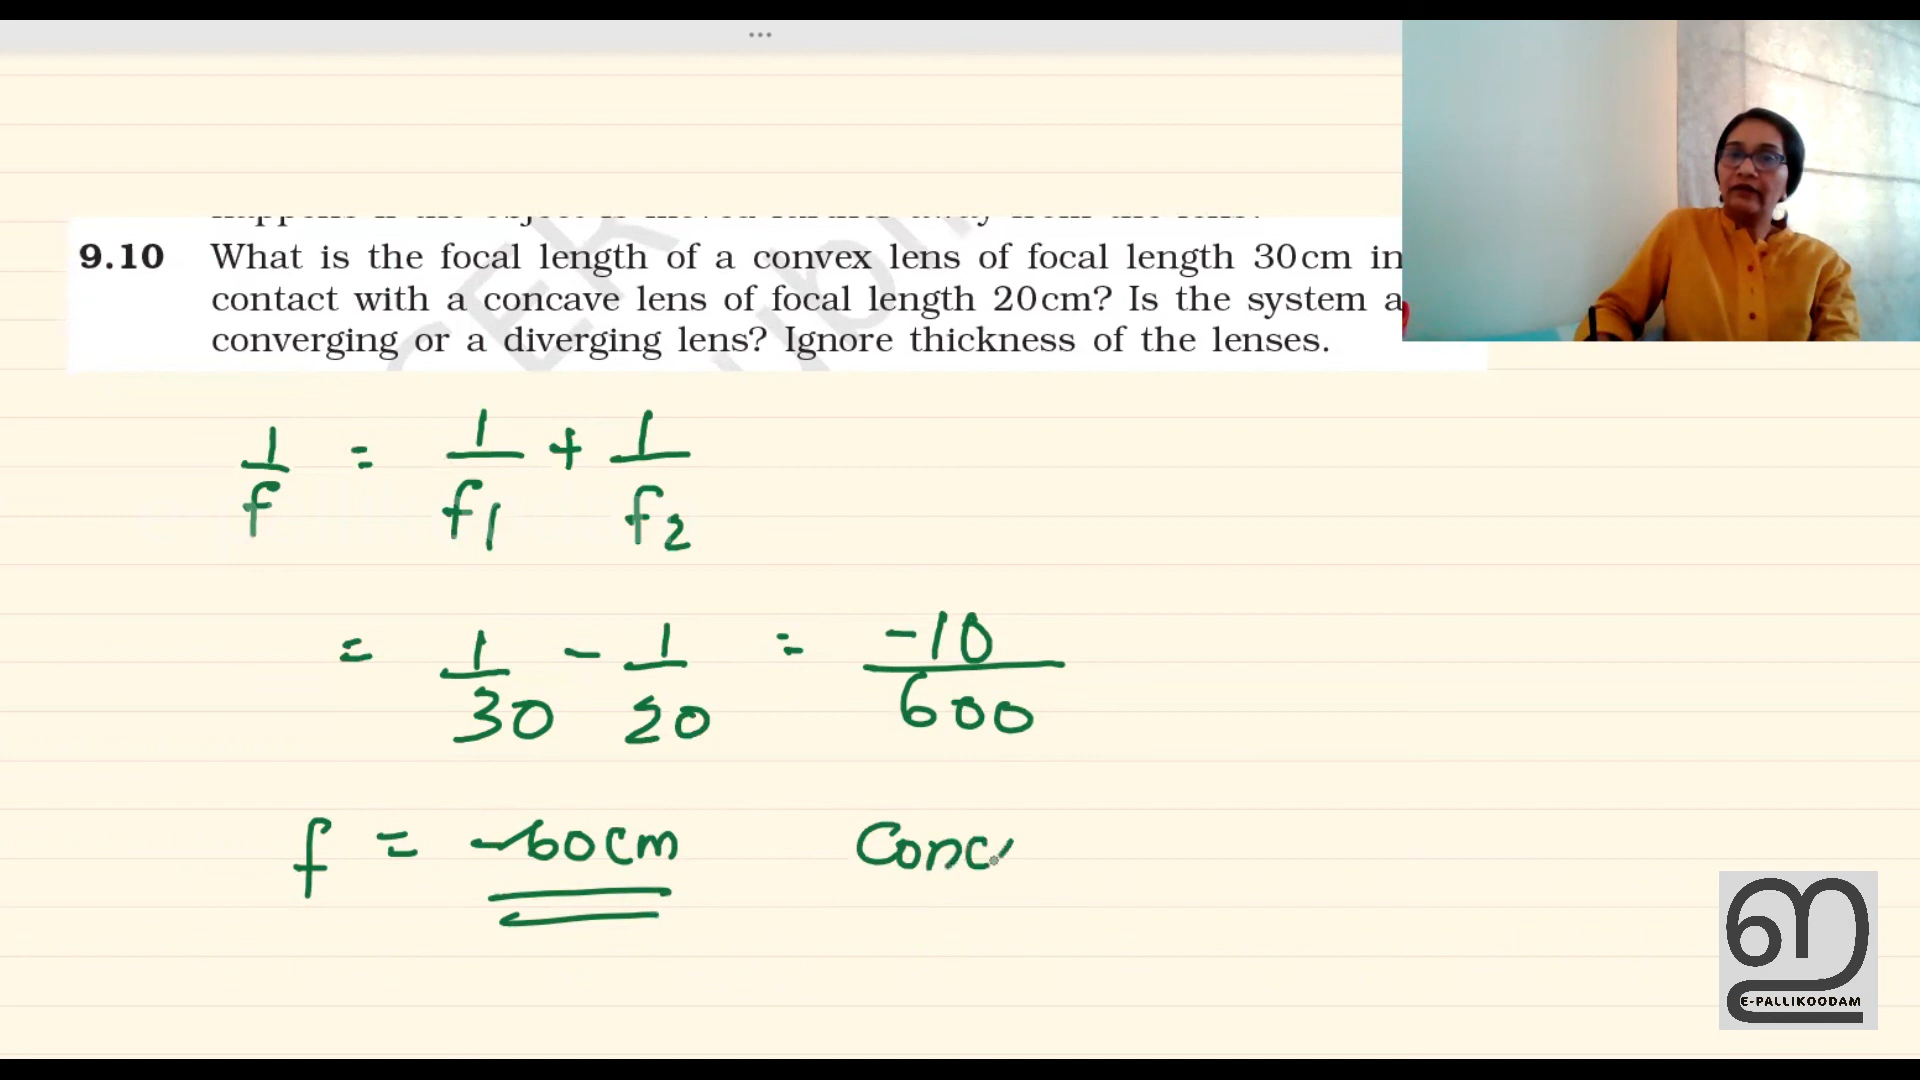 ...
9.10 What is the focal length of a convex lens of focal length 30cm in
contact with a concave lens of focal length 20cm? Is the system a
converging or a diverging lens? Ignore thickness of the lenses.
1/f = 1/f1 + 1/f2
= 1/30 - 1/20 = -10/600
f = -60cm Conc
ഈ
E-PALLIKOODAM